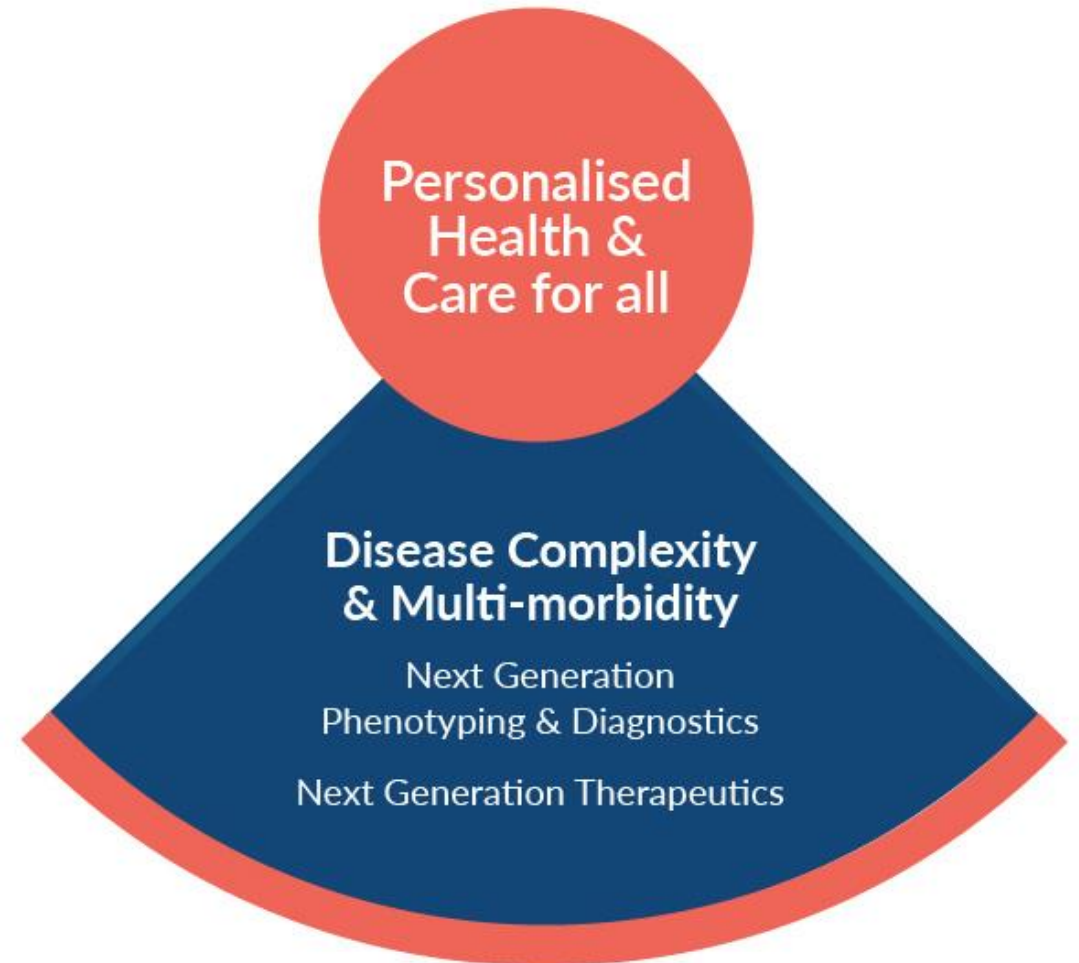 Personalised
Health &
Care for all
Disease Complexity
& Multi-morbidity
Next Generation
Phenotyping & Diagnostics
Next Generation Therapeutics